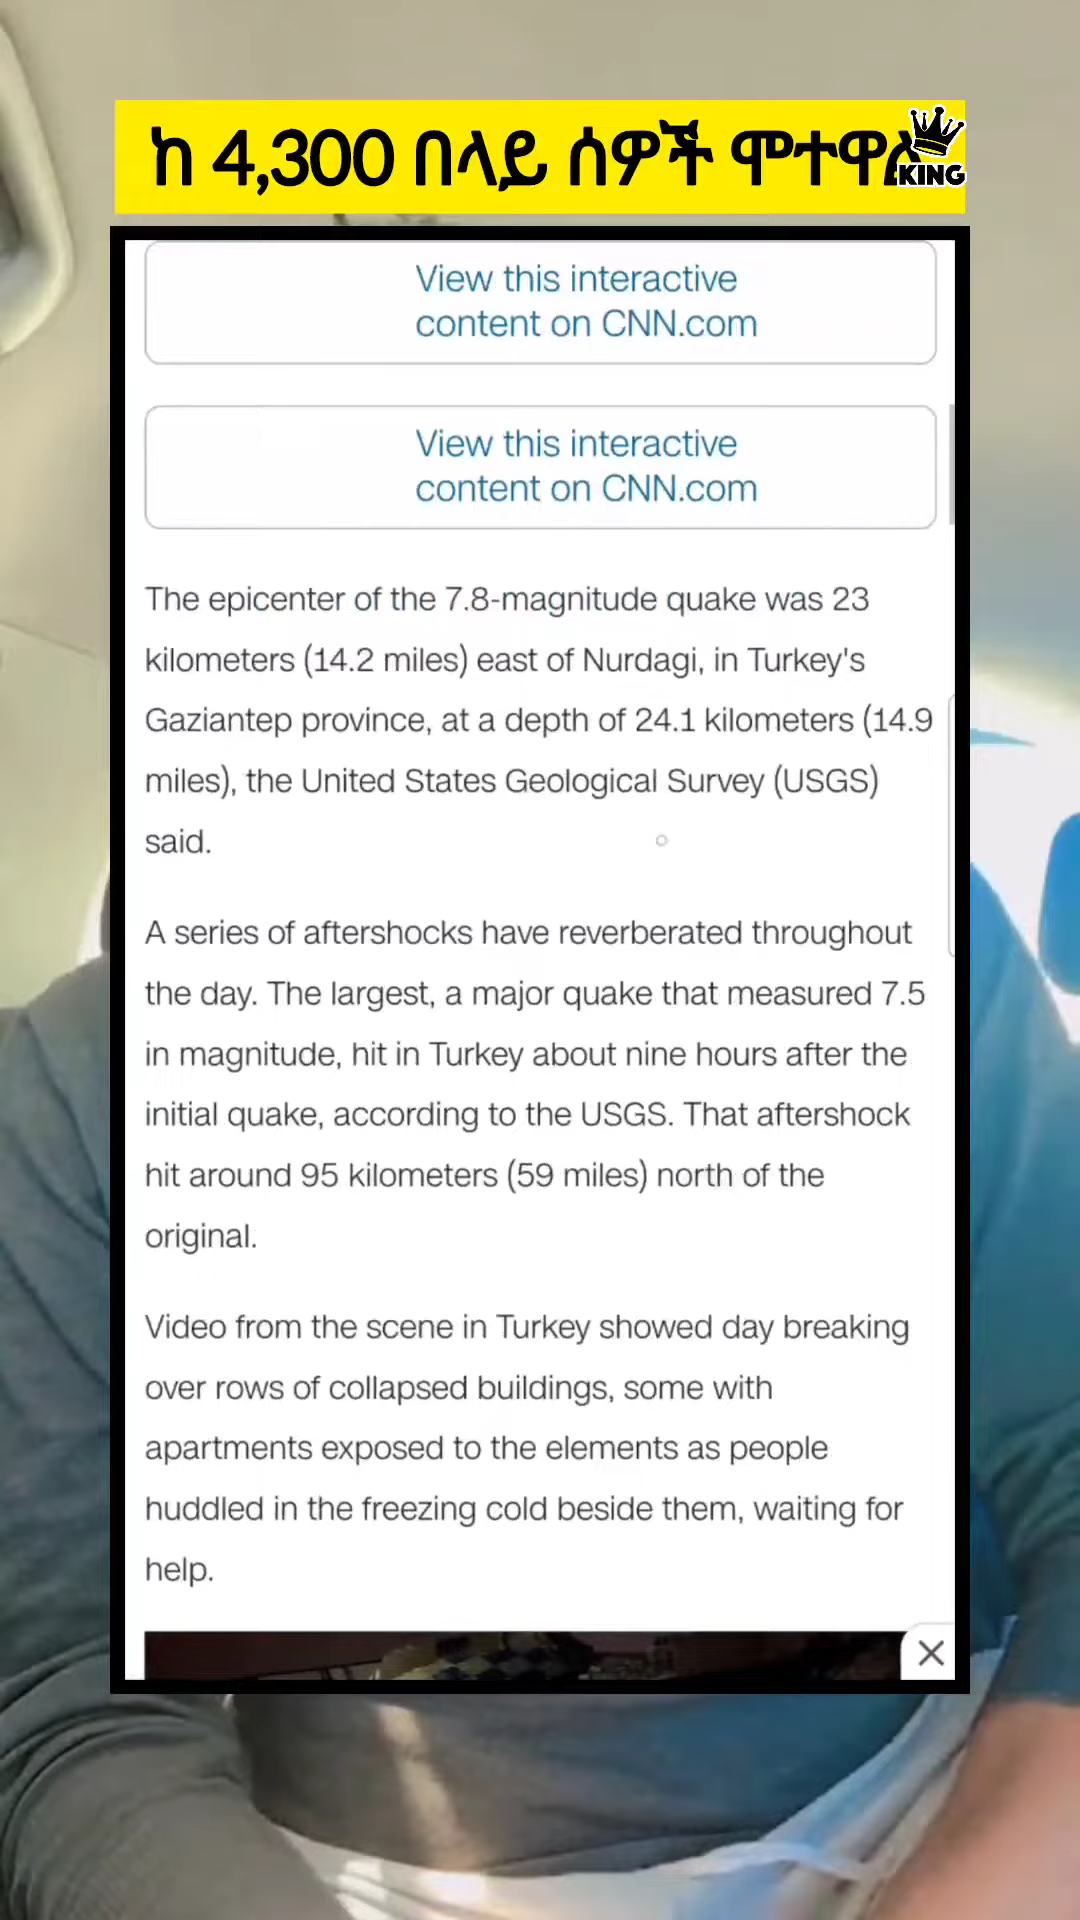 ከ 4,300 በላይ ሰዎች ሞተዋል
KING
View this interactive
content on CNN.com
View this interactive
content on CNN.com
The epicenter of the 7.8-magnitude quake was 23
kilometers (14.2 miles) east of Nurdagi, in Turkey's
Gaziantep province, at a depth of 24.1 kilometers (14.9
miles), the United States Geological Survey (USGS)
said.
A series of aftershocks have reverberated throughout
the day. The largest, a major quake that measured 7.5
in magnitude, hit in Turkey about nine hours after the
initial quake, according to the USGS. That aftershock
hit around 95 kilometers (59 miles) north of the
original.
Video from the scene in Turkey showed day breaking
over rows of collapsed buildings, some with
apartments exposed to the elements as people
huddled in the freezing cold beside them, waiting for
help.